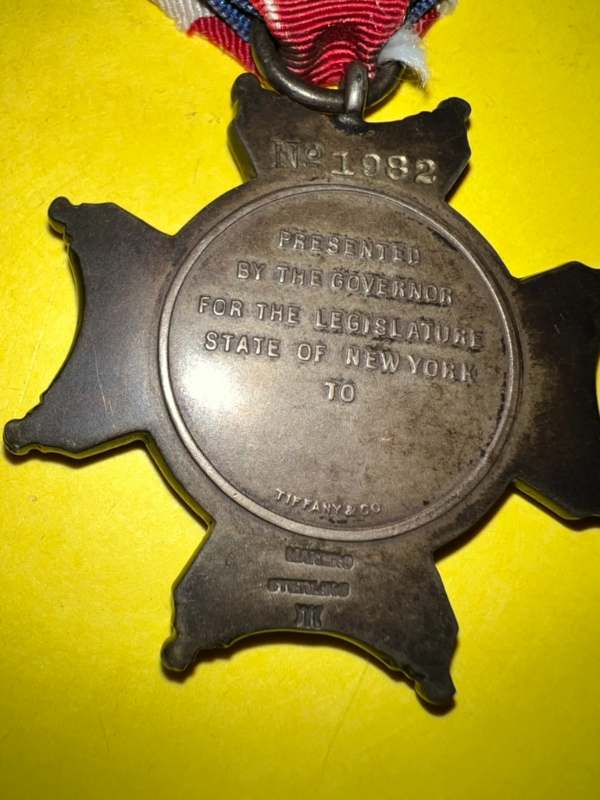 No 1982
PRESENTED
BY THE GOVERNOR
FOR THE LEGISLATURE
STATE OF NEW YORK
TO
TIFFANY & CO
MAKERS
STERLING
M